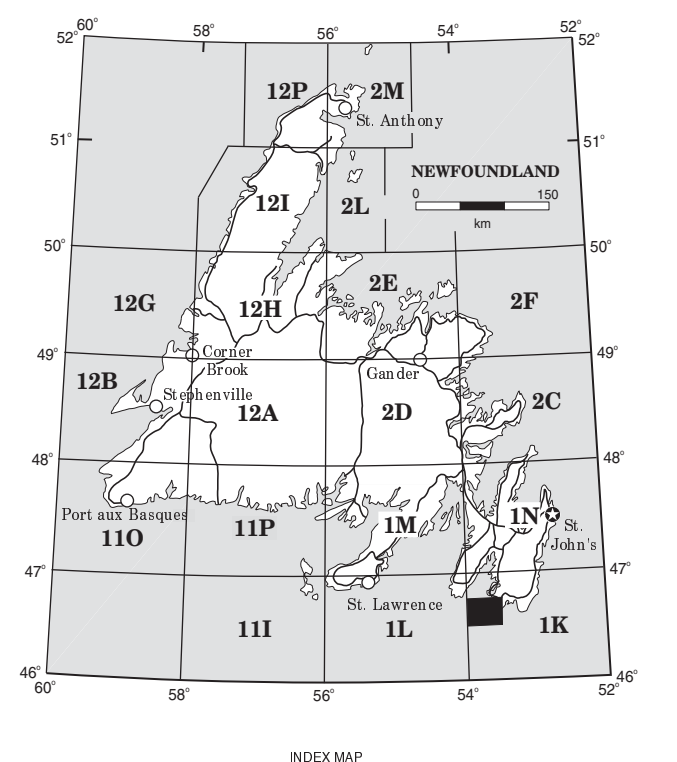 60° 58° 56° 54° 52°
52° 52°
12P 2M
St. Anthony
51° 51°
NEWFOUNDLAND
0 150
km
12I 2L
50° 50°
12G 12H 2E 2F
49° 49°
Corner
Brook
Gander
12B
Stephenville
12A 2D 2C
48° 48°
Port aux Basques
11O 11P 1M 1N
17
St.
John's
47° 47°
St. Lawrence
11I 1L 1K
46° 46°
60° 58° 56° 54° 52°
INDEX MAP